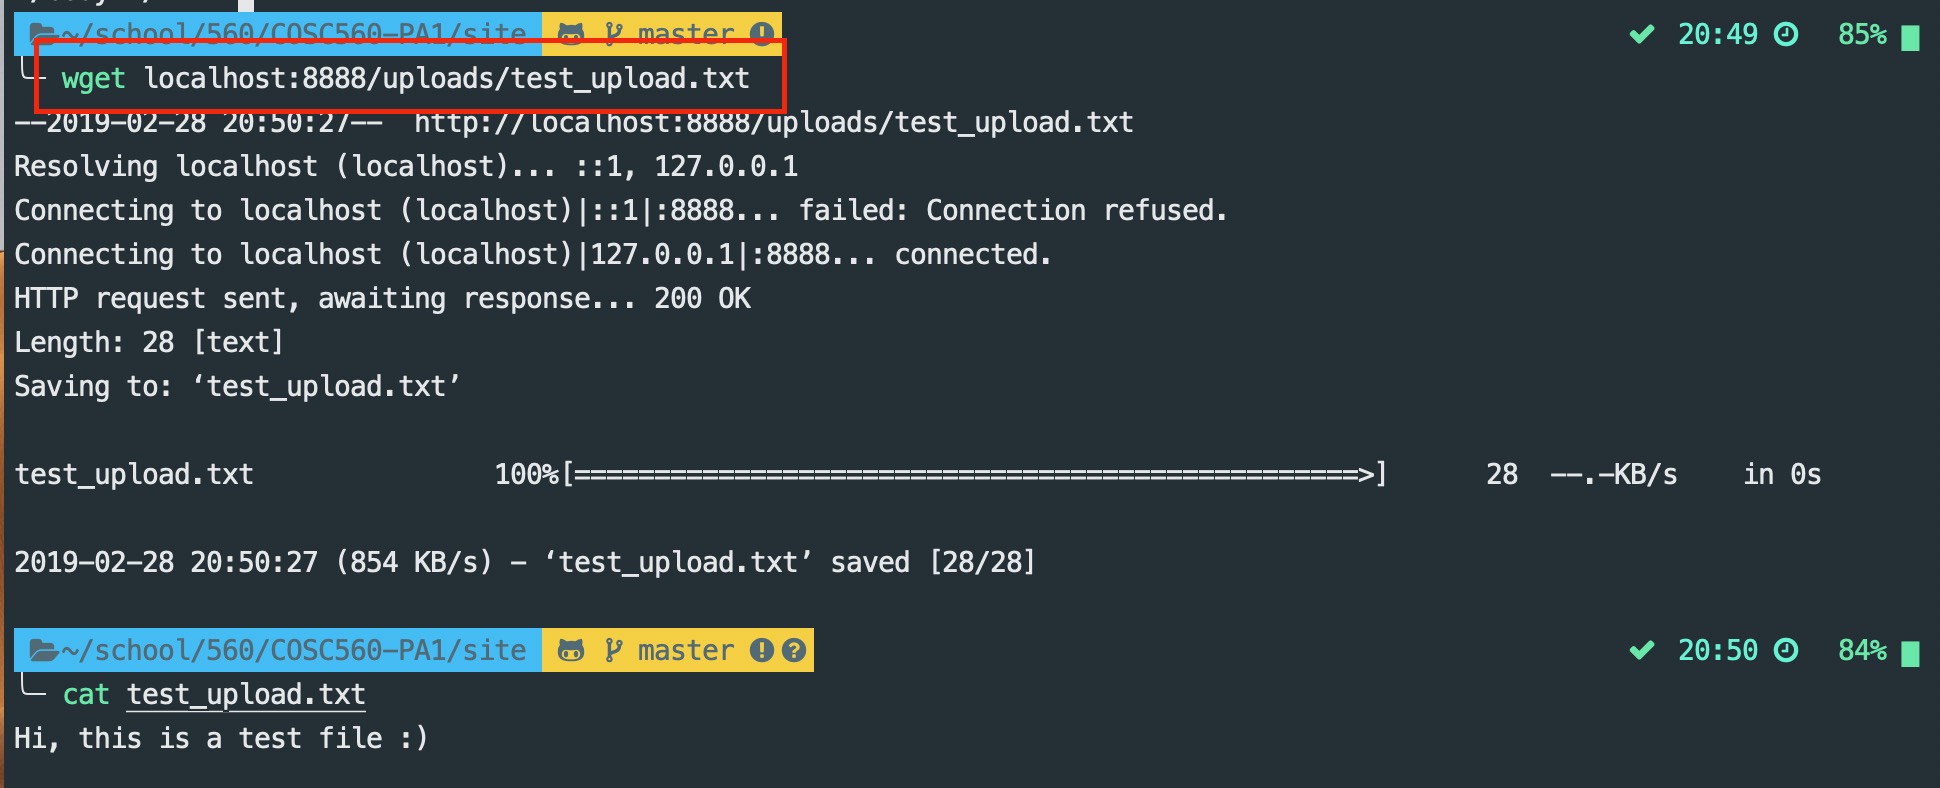 ~/school/560/COSC560-PA1/site master 20:49 85%
wget localhost:8888/uploads/test_upload.txt
--2019-02-28 20:50:27--  http://localhost:8888/uploads/test_upload.txt
Resolving localhost (localhost)... ::1, 127.0.0.1
Connecting to localhost (localhost)|::1|:8888... failed: Connection refused.
Connecting to localhost (localhost)|127.0.0.1|:8888... connected.
HTTP request sent, awaiting response... 200 OK
Length: 28 [text]
Saving to: ‘test_upload.txt’
test_upload.txt 100%[=================================================>] 28 --.-KB/s in 0s
2019-02-28 20:50:27 (854 KB/s) - ‘test_upload.txt’ saved [28/28]
~/school/560/COSC560-PA1/site master 20:50 84%
cat test_upload.txt
Hi, this is a test file :)